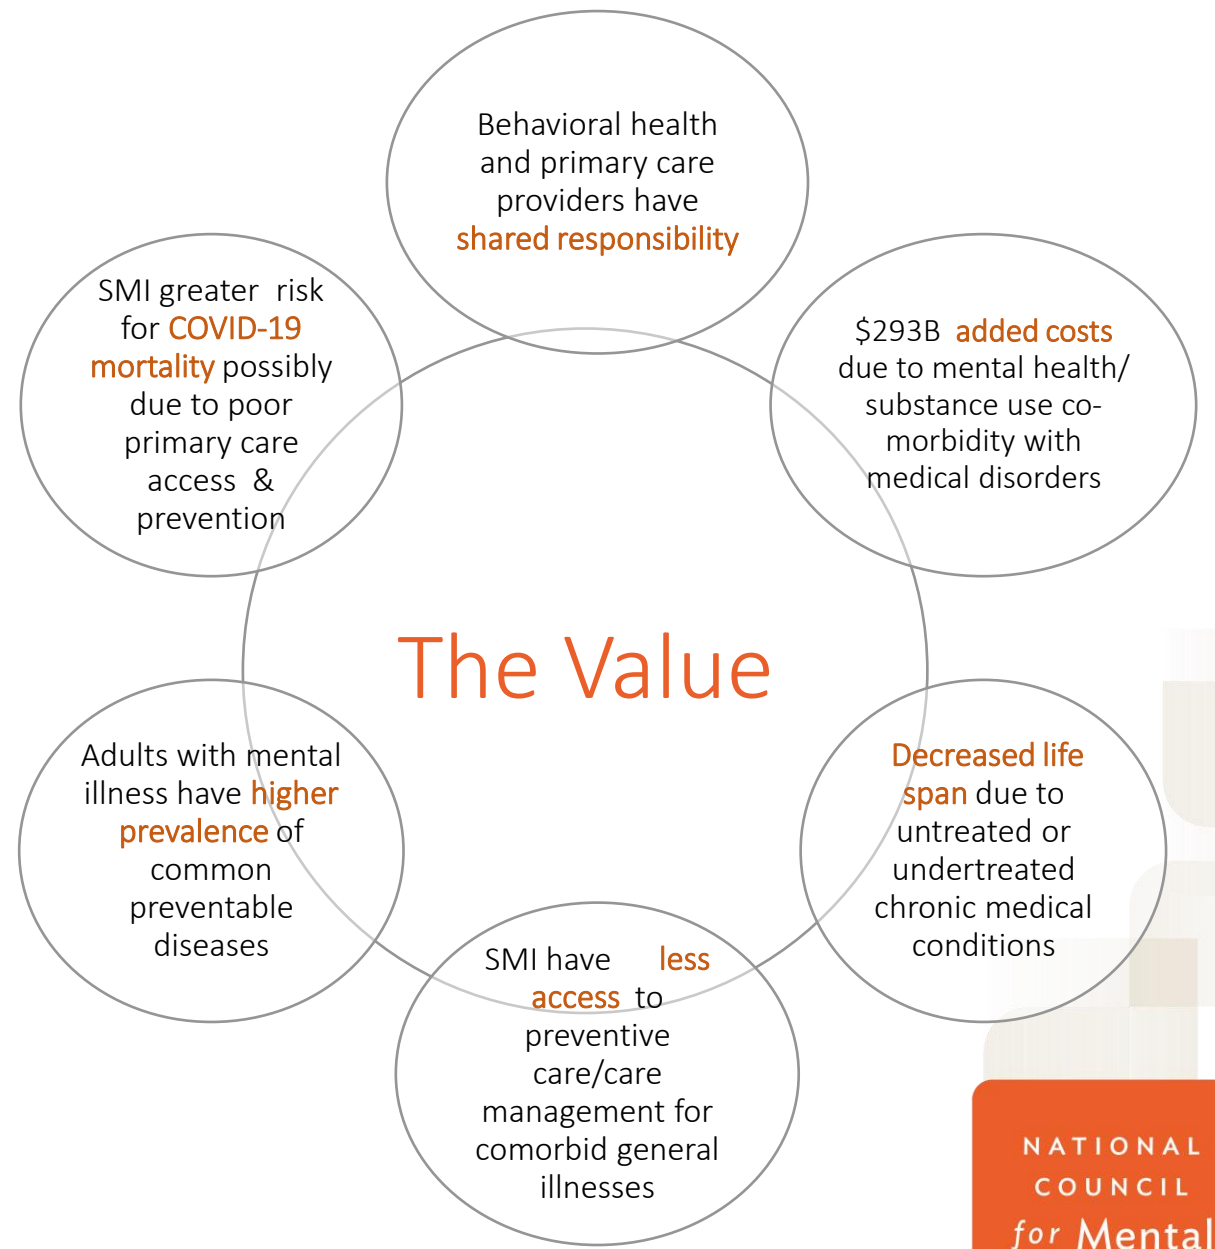 Behavioral health
and primary care
providers have
shared responsibility
$293B added costs
due to mental health/
substance use co-
morbidity with
medical disorders
Decreased life
span due to
untreated or
undertreated
chronic medical
conditions
SMI have less
access to
preventive
care/care
management for
comorbid general
illnesses
Adults with mental
illness have higher
prevalence of
common
preventable
diseases
SMI greater risk
for COVID-19
mortality possibly
due to poor
primary care
access &
prevention
The Value
NATIONAL
COUNCIL
for Mental